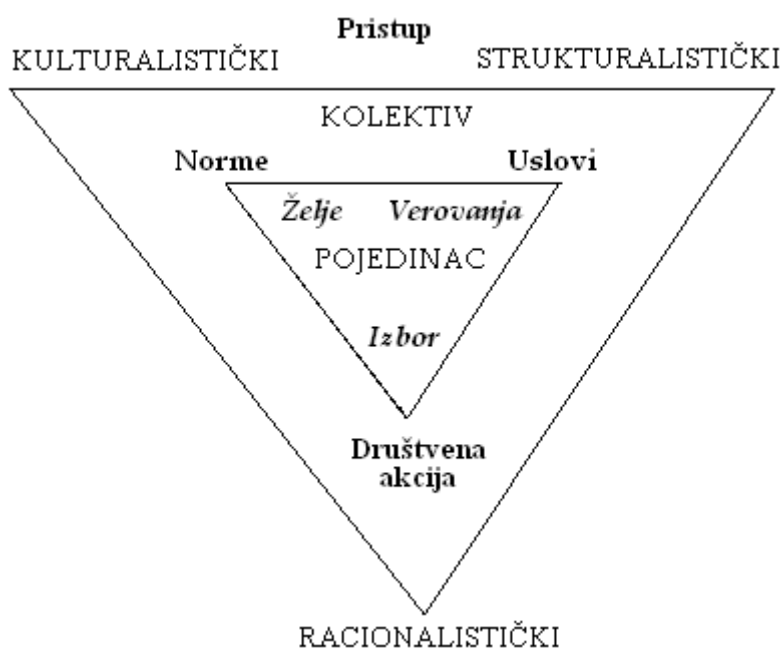 Pristup
KULTURALISTIČKI STRUKTURALISTIČKI
KOLEKTIV
Norme Uslovi
Želje Verovanja
POJEDINAC
Izbor
Društvena
akcija
RACIONALISTIČKI